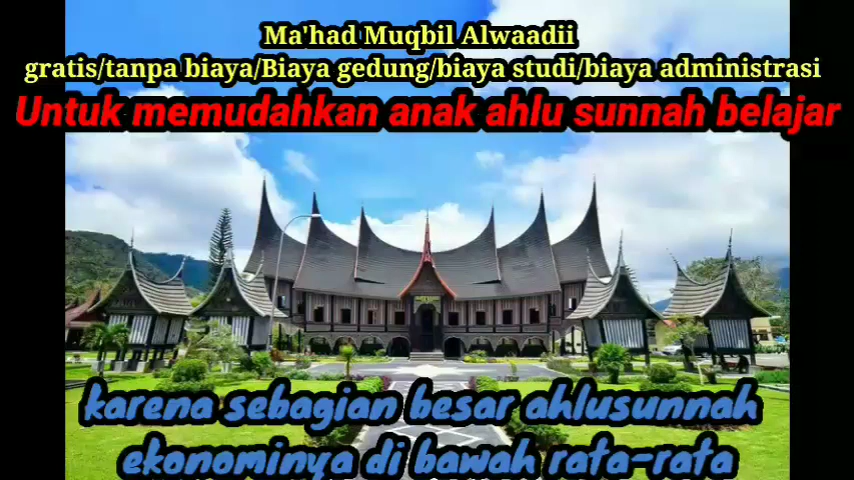 Ma'had Muqbil Alwaadii
gratis/tanpa biaya/Biaya gedung/biaya studi/biaya administrasi
Untuk memudahkan anak ahlu sunnah belajar
karena sebagian besar ahlusunnah
ekonominya di bawah rata-rata